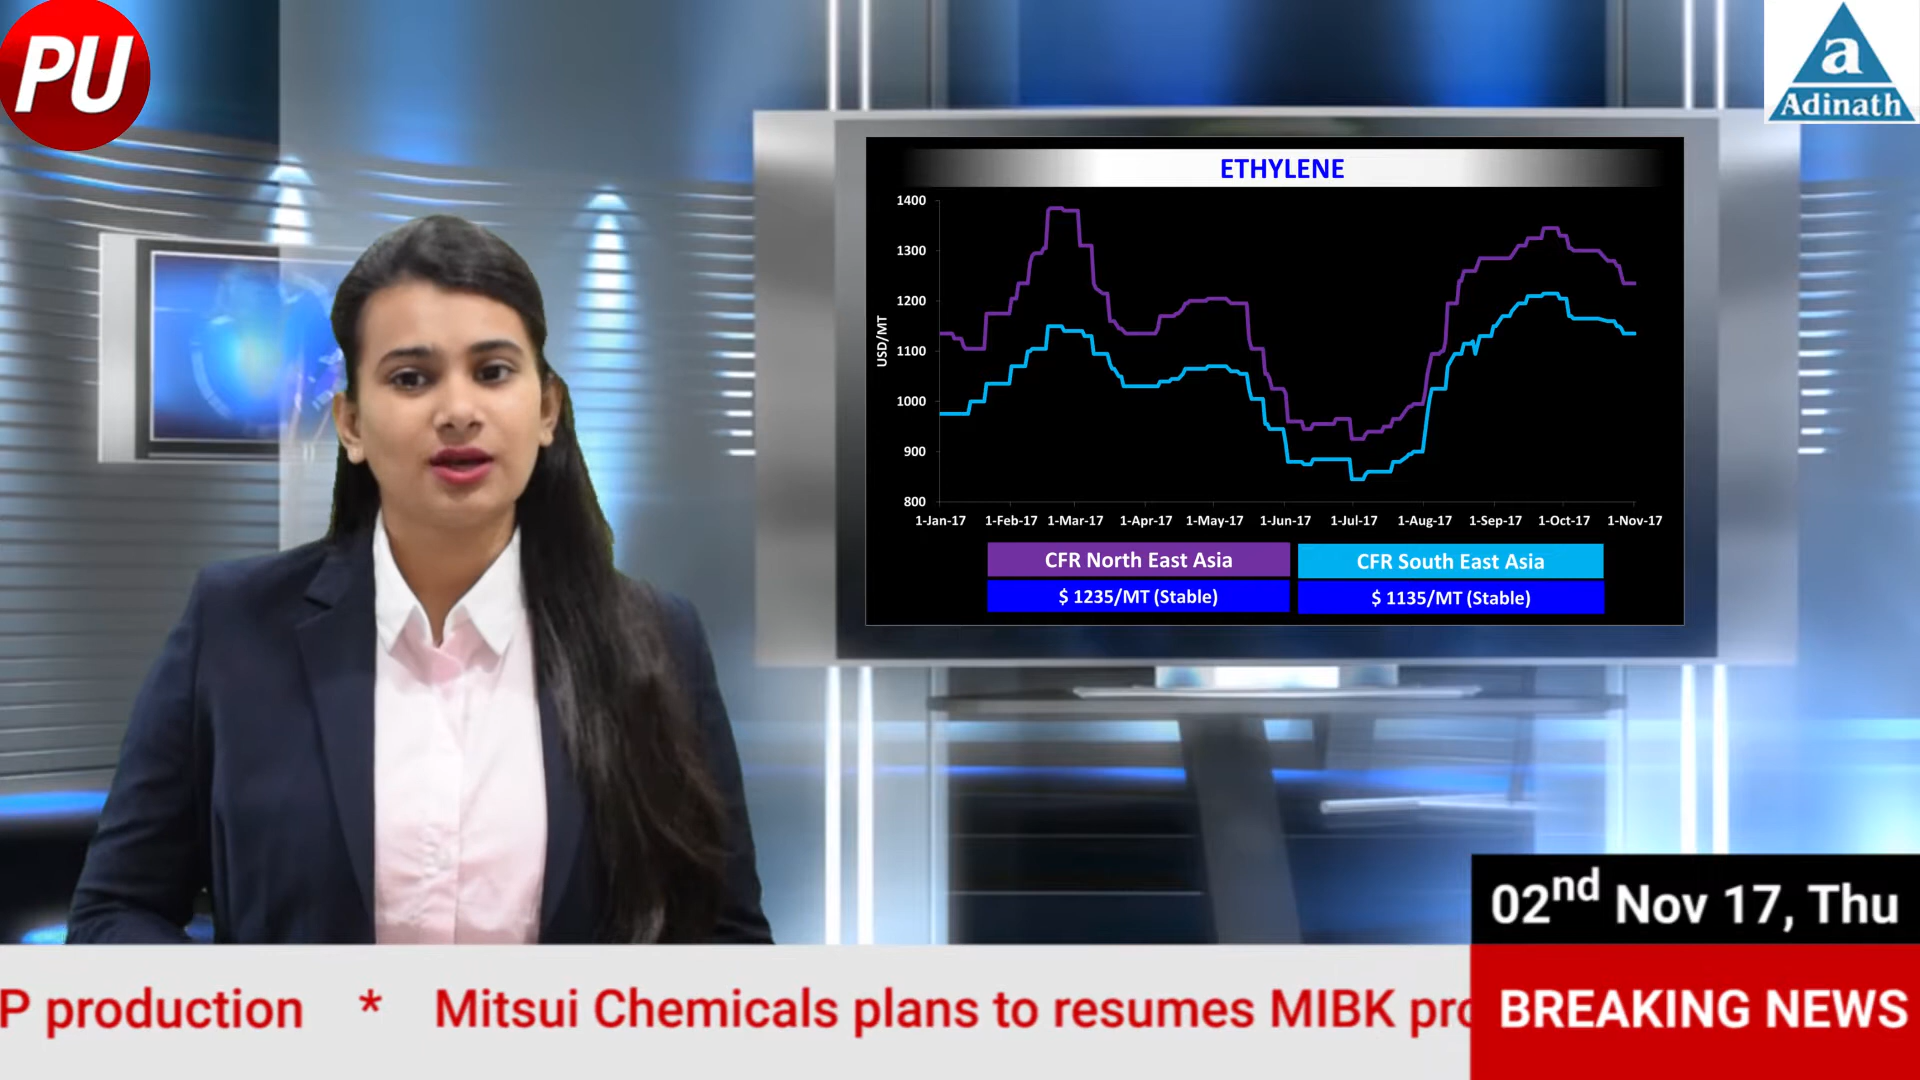 PU
a
Adinath
ETHYLENE
1400
1300
1200
1100
1000
900
800
USD/MT
1-Jan-17 1-Feb-17 1-Mar-17 1-Apr-17 1-May-17 1-Jun-17 1-Jul-17 1-Aug-17 1-Sep-17 1-Oct-17 1-Nov-17
CFR North East Asia CFR South East Asia
$ 1235/MT (Stable) $ 1135/MT (Stable)
02nd Nov 17, Thu
P production * Mitsui Chemicals plans to resumes MIBK pro
BREAKING NEWS